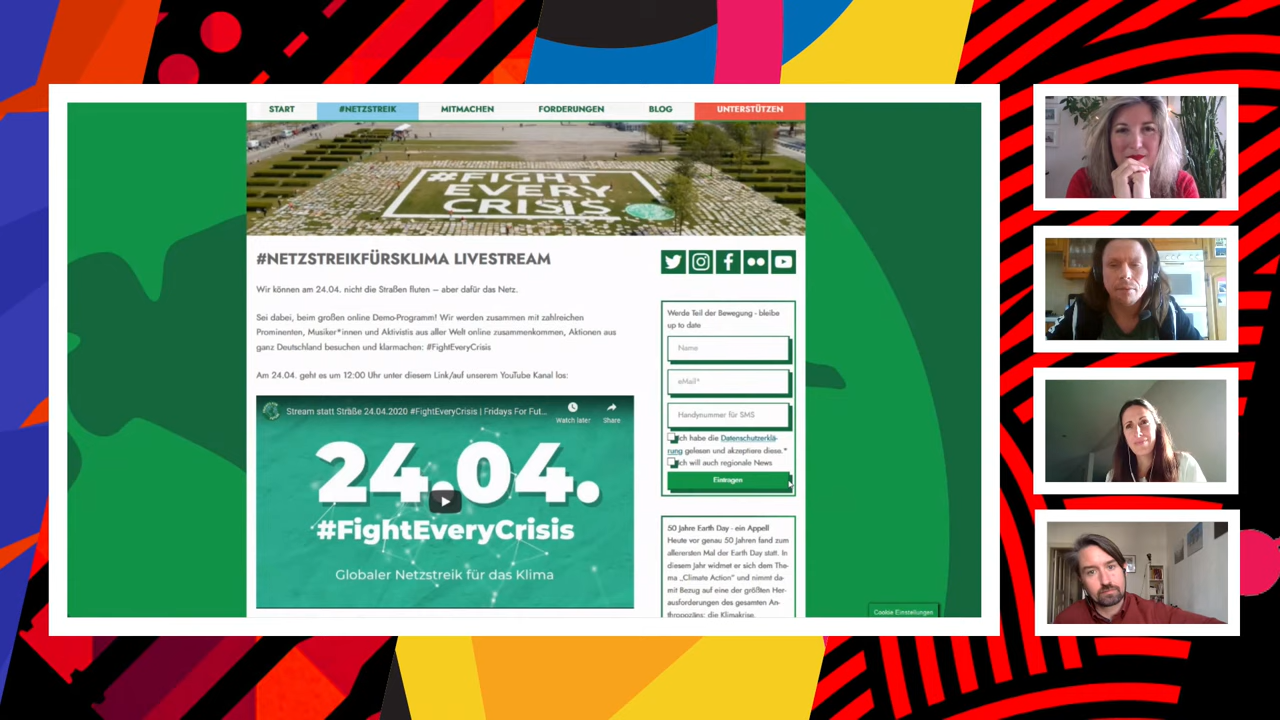 START #NETZSTREIK MITMACHEN FORDERUNGEN BLOG UNTERSTÜTZEN
#FIGHT
EVERY
CRISIS
#NETZSTREIKFÜRSKLIMA LIVESTREAM
Wir können am 24.04. nicht die Straßen fluten – aber dafür das Netz.
Sei dabei, beim großen online Demo-Programm! Wir werden zusammen mit zahlreichen
Prominenten, Musiker*innen und Aktivistis aus aller Welt online zusammenkommen, Aktionen aus
ganz Deutschland besuchen und klarmachen: #FightEveryCrisis
Am 24.04. geht es um 12:00 Uhr unter diesem Link/auf unserem YouTube Kanal los:
Stream statt Straße 24.04.2020 #FightEveryCrisis | Fridays For Fut...
Watch later
Share
24.04.
#FightEveryCrisis
Globaler Netzstreik für das Klima
Werde Teil der Bewegung - bleibe
up to date
Name
eMail*
Handynummer für SMS
Ich habe die Datenschutzerklä-
rung gelesen und akzeptiere diese.*
Ich will auch regionale News
Eintragen
50 Jahre Earth Day - ein Appell
Heute vor genau 50 Jahren fand zum
allerersten Mal der Earth Day statt. In
diesem Jahr widmet er sich dem The-
ma „Climate Action" und nimmt da-
mit Bezug auf eine der größten Her-
ausforderungen des gesamten An-
thropozäns: die Klimakrise.
Cookie Einstellungen